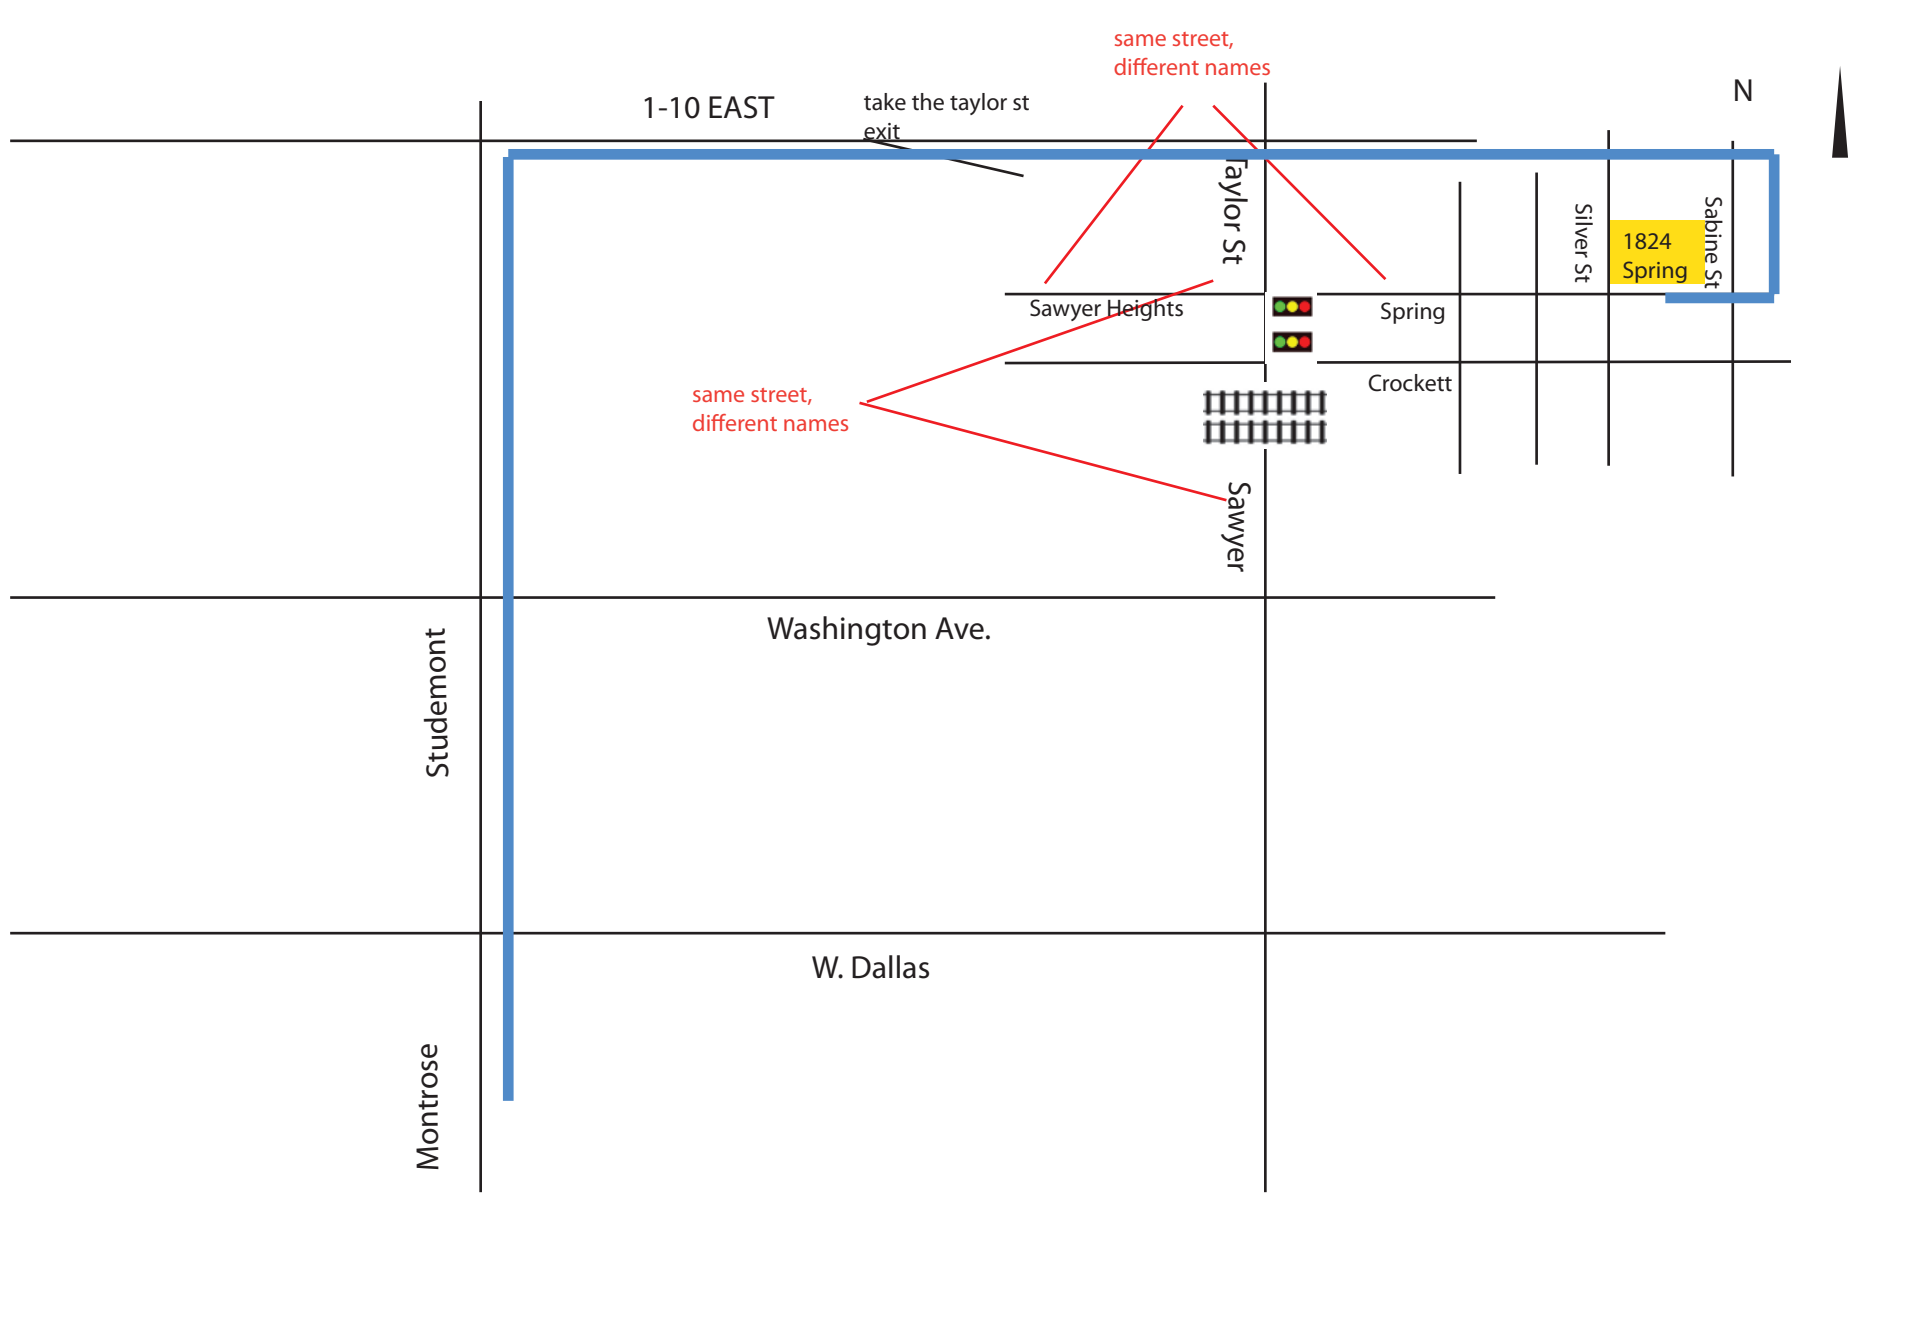 same street,
different names
N
1-10 EAST
take the taylor st
exit
Taylor St
Silver St
Sabine St
1824
Spring
Sawyer Heights
Spring
Crockett
same street,
different names
Sawyer
Washington Ave.
Studemont
W. Dallas
Montrose